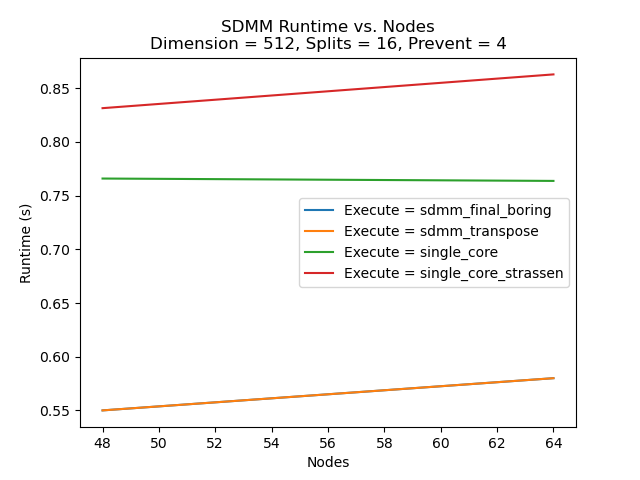 SDMM Runtime vs. Nodes
Dimension = 512, Splits = 16, Prevent = 4
0.85
0.80
0.75
0.70
0.65
0.60
0.55
Runtime (s)
Execute = sdmm_final_boring
Execute = sdmm_transpose
Execute = single_core
Execute = single_core_strassen
48 50 52 54 56 58 60 62 64
Nodes